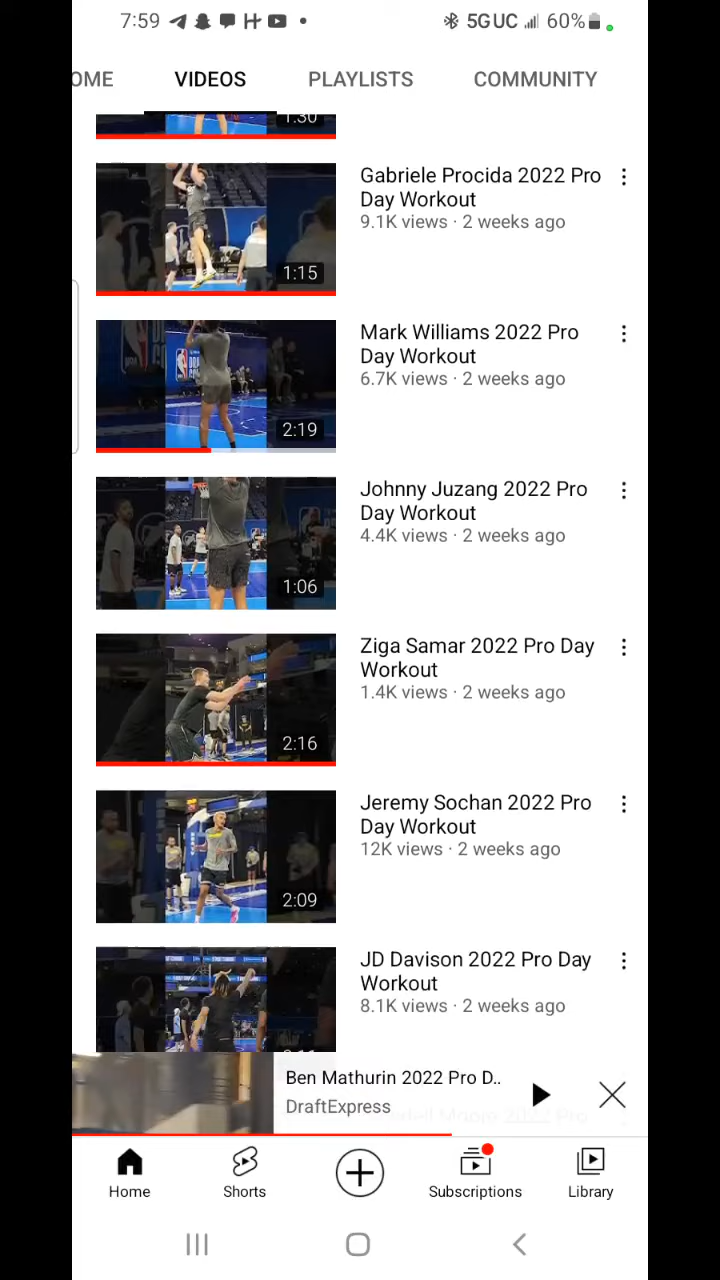 7:59
5G UC 60%
OME VIDEOS PLAYLISTS COMMUNITY
1:30
Gabriele Procida 2022 Pro
Day Workout
9.1K views · 2 weeks ago
1:15
Mark Williams 2022 Pro
Day Workout
6.7K views · 2 weeks ago
2:19
Johnny Juzang 2022 Pro
Day Workout
4.4K views · 2 weeks ago
1:06
Ziga Samar 2022 Pro Day
Workout
1.4K views · 2 weeks ago
2:16
Jeremy Sochan 2022 Pro
Day Workout
12K views · 2 weeks ago
2:09
JD Davison 2022 Pro Day
Workout
8.1K views · 2 weeks ago
Ben Mathurin 2022 Pro D..
DraftExpress
Home Shorts Subscriptions Library